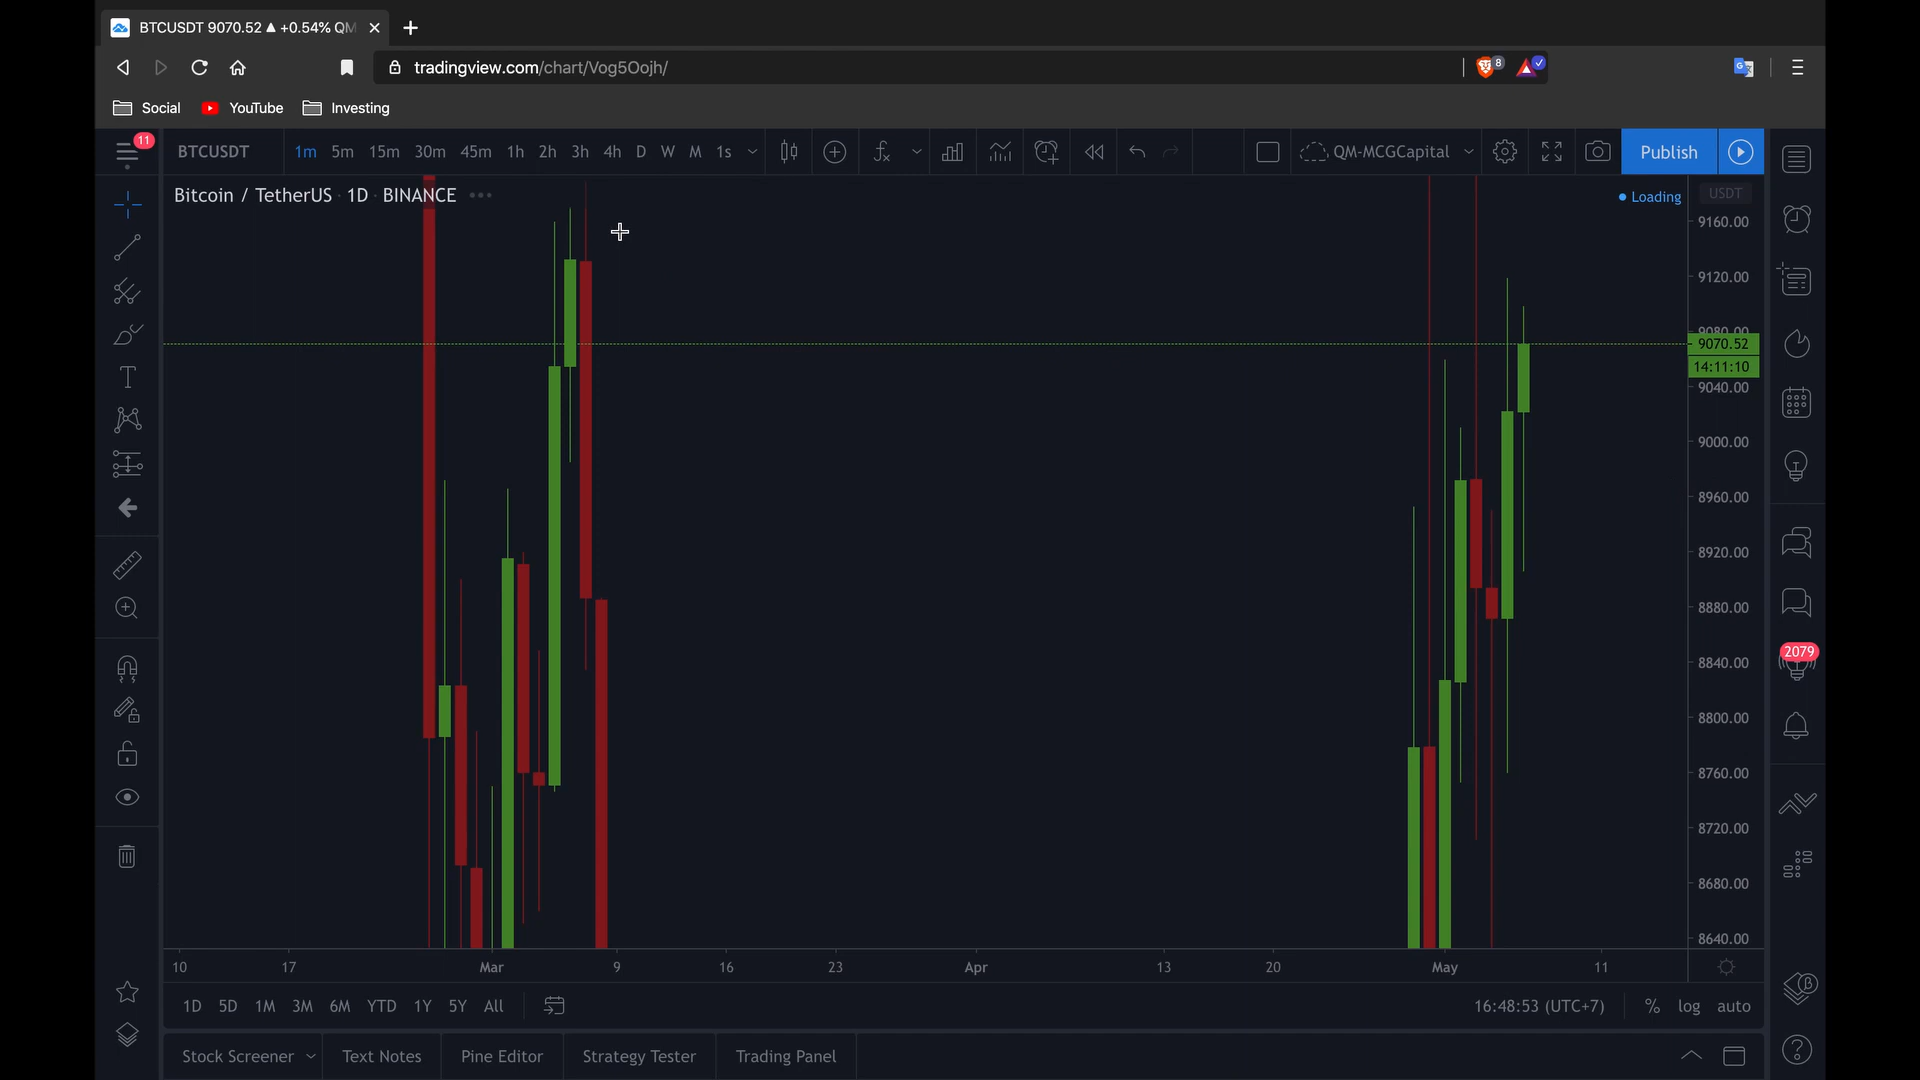 BTCUSDT 9070.52 ▲ +0.54% QM
tradingview.com/chart/Vog5Oojh/
8
Social YouTube Investing
11
BTCUSDT 1m 5m 15m 30m 45m 1h 2h 3h 4h D W M 1s QM-MCGCapital Publish
Bitcoin / TetherUS · 1D · BINANCE
Loading
USDT
9160.00
9120.00
9080.00
9070.52
14:11:10
9040.00
9000.00
8960.00
8920.00
8880.00
2079
8840.00
8800.00
8760.00
8720.00
8680.00
8640.00
10 17 Mar 9 16 23 Apr 13 20 May 11
1D 5D 1M 3M 6M YTD 1Y 5Y All 16:48:53 (UTC+7) % log auto
Stock Screener Text Notes Pine Editor Strategy Tester Trading Panel